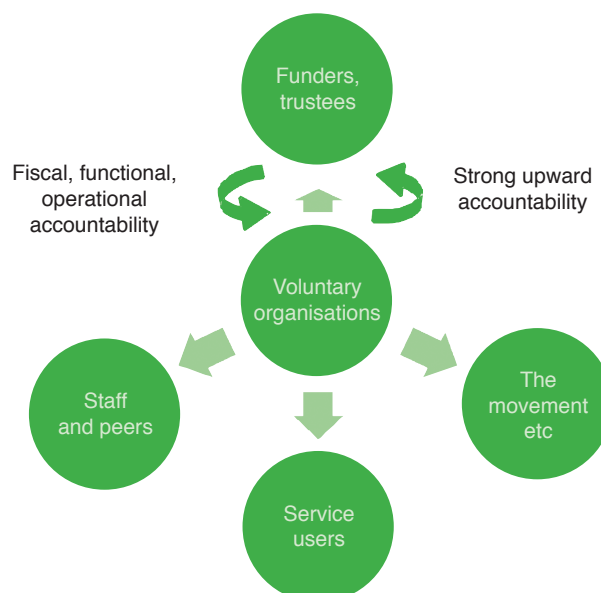 Funders,
trustees
Fiscal, functional,
operational
accountability
Strong upward
accountability
Voluntary
organisations
Staff
and peers
The
movement
etc
Service
users